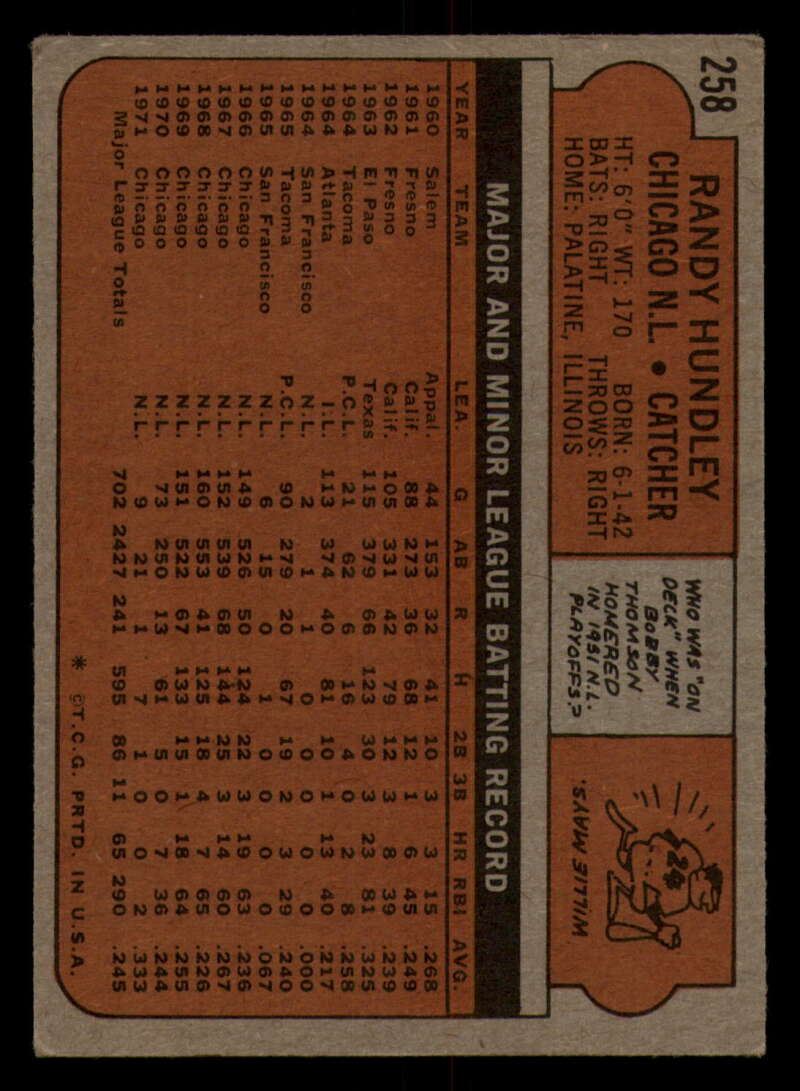 258
RANDY HUNDLEY
CHICAGO N.L. • CATCHER
HT: 6'0" WT: 170 BORN: 6-1-42
BATS: RIGHT THROWS: RIGHT
HOME: PALATINE, ILLINOIS
WHO WAS "ON
DECK" WHEN
BOBBY
THOMSON
HOMERED
IN 1951 N.L.
PLAYOFFS?
24
WILLIE MAYS.
MAJOR AND MINOR LEAGUE BATTING RECORD
YEAR TEAM LEA. G AB R H 2B 3B HR RBI AVG.
1960 Salem Appal. 44 153 32 41 10 3 3 15 .268
1961 Fresno Calif. 88 273 36 68 12 1 6 45 .249
1962 Fresno Calif. 105 331 42 79 12 3 8 39 .239
1963 El Paso Texas 115 379 66 123 30 3 23 81 .325
1964 Tacoma P.C.L. 21 62 6 16 4 0 2 8 .258
1964 Atlanta I.L. 113 374 40 81 10 1 13 40 .217
1964 San Francisco N.L. 2 1 1 0 0 0 0 0 .000
1965 Tacoma P.C.L. 90 279 20 67 19 2 3 29 .240
1965 San Francisco N.L. 6 15 0 1 0 0 0 0 .067
1966 Chicago N.L. 149 526 50 124 22 3 19 63 .236
1967 Chicago N.L. 152 539 68 144 25 3 14 60 .267
1968 Chicago N.L. 160 553 41 125 18 4 7 65 .226
1969 Chicago N.L. 151 522 67 133 15 1 18 64 .255
1970 Chicago N.L. 73 250 13 61 5 0 7 36 .244
1971 Chicago N.L. 9 21 1 7 1 0 0 2 .333
Major League Totals 702 2427 241 595 86 11 65 290 .245
* ©T.C.G. PRTD. IN U.S.A.